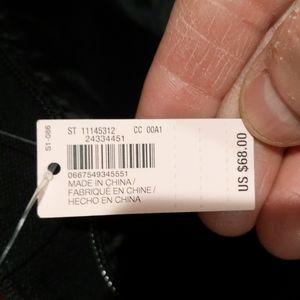 S1-086
ST 11145312 CC 00A1
24334451
0667549345551
MADE IN CHINA /
FABRIQUÉ EN CHINE /
HECHO EN CHINA
US $68.00